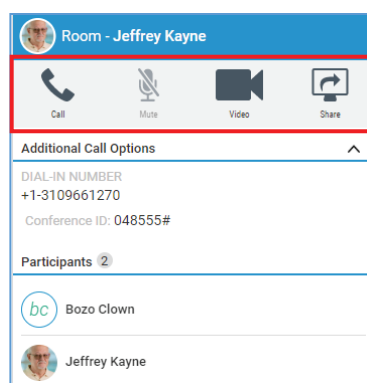 Room - Jeffrey Kayne
Call Mute Video Share
Additional Call Options
DIAL-IN NUMBER
+1-3109661270
Conference ID: 048555#
Participants 2
bc Bozo Clown
Jeffrey Kayne